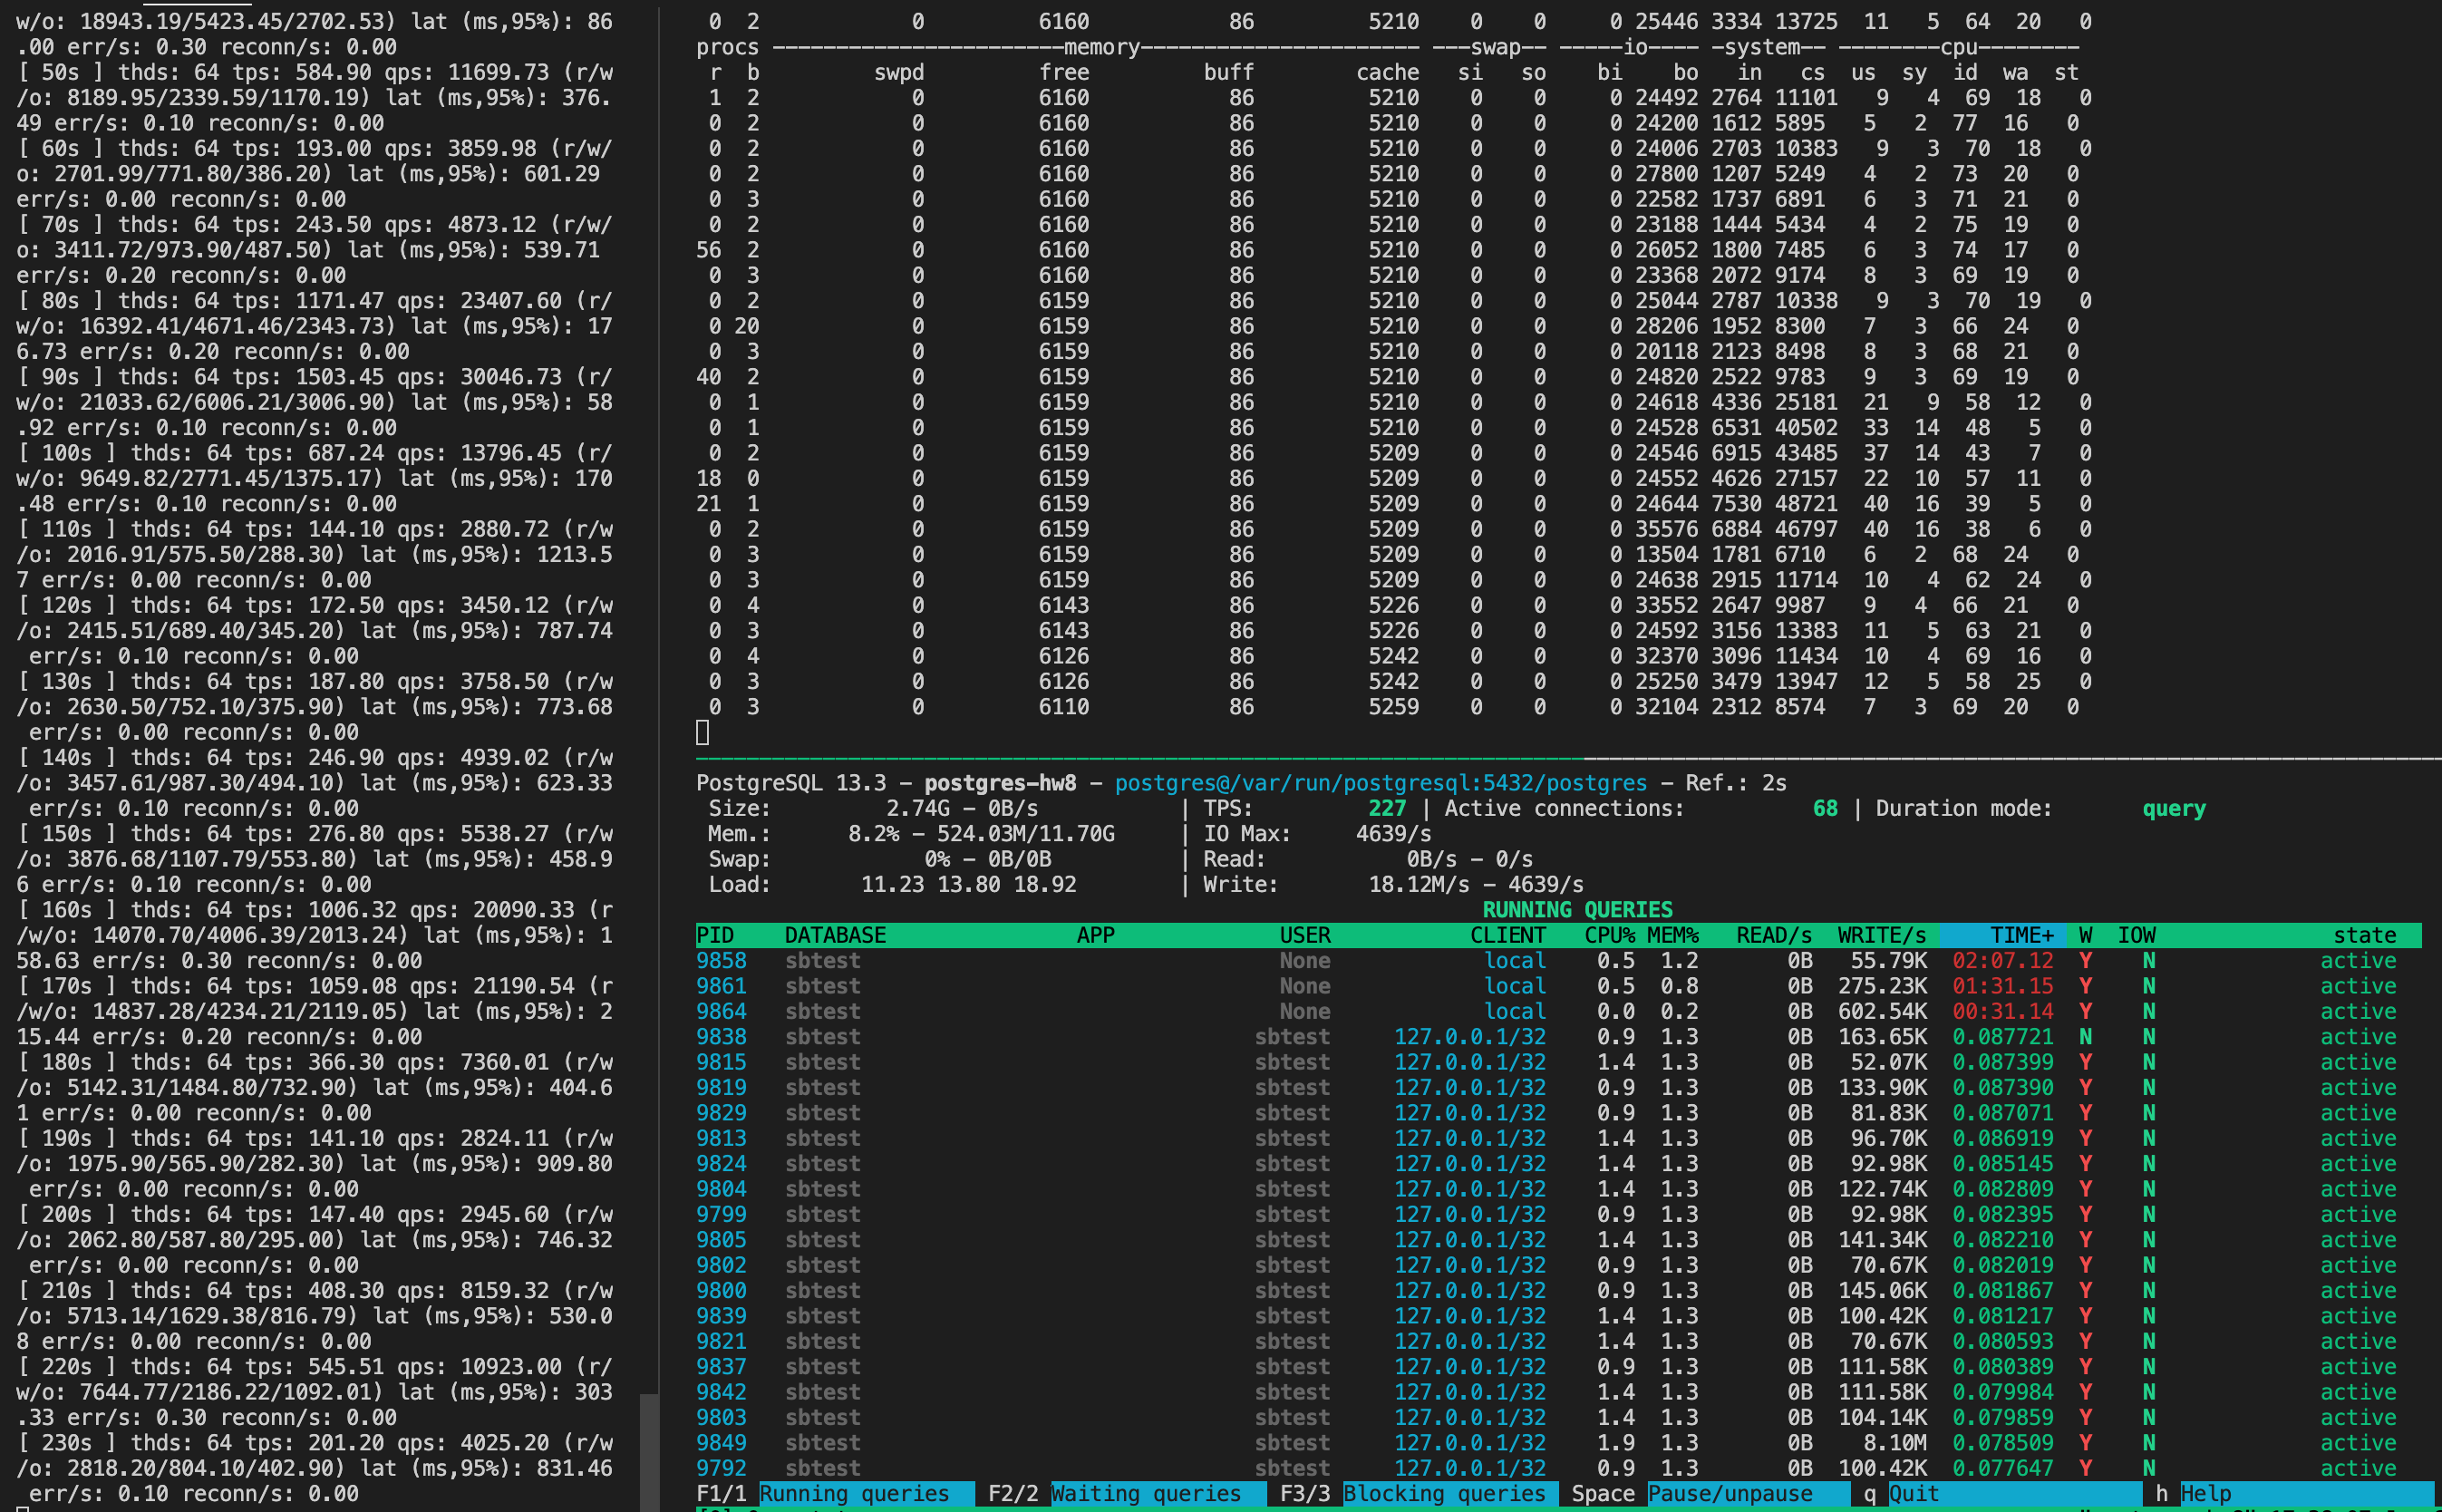 w/o: 18943.19/5423.45/2702.53) lat (ms,95%): 86
.00 err/s: 0.30 reconn/s: 0.00
[ 50s ] thds: 64 tps: 584.90 qps: 11699.73 (r/w
/o: 8189.95/2339.59/1170.19) lat (ms,95%): 376.
49 err/s: 0.10 reconn/s: 0.00
[ 60s ] thds: 64 tps: 193.00 qps: 3859.98 (r/w/
o: 2701.99/771.80/386.20) lat (ms,95%): 601.29
err/s: 0.00 reconn/s: 0.00
[ 70s ] thds: 64 tps: 243.50 qps: 4873.12 (r/w/
o: 3411.72/973.90/487.50) lat (ms,95%): 539.71
err/s: 0.20 reconn/s: 0.00
[ 80s ] thds: 64 tps: 1171.47 qps: 23407.60 (r/
w/o: 16392.41/4671.46/2343.73) lat (ms,95%): 17
6.73 err/s: 0.20 reconn/s: 0.00
[ 90s ] thds: 64 tps: 1503.45 qps: 30046.73 (r/
w/o: 21033.62/6006.21/3006.90) lat (ms,95%): 58
.92 err/s: 0.10 reconn/s: 0.00
[ 100s ] thds: 64 tps: 687.24 qps: 13796.45 (r/
w/o: 9649.82/2771.45/1375.17) lat (ms,95%): 170
.48 err/s: 0.10 reconn/s: 0.00
[ 110s ] thds: 64 tps: 144.10 qps: 2880.72 (r/w
/o: 2016.91/575.50/288.30) lat (ms,95%): 1213.5
7 err/s: 0.00 reconn/s: 0.00
[ 120s ] thds: 64 tps: 172.50 qps: 3450.12 (r/w
/o: 2415.51/689.40/345.20) lat (ms,95%): 787.74
err/s: 0.10 reconn/s: 0.00
[ 130s ] thds: 64 tps: 187.80 qps: 3758.50 (r/w
/o: 2630.50/752.10/375.90) lat (ms,95%): 773.68
err/s: 0.00 reconn/s: 0.00
[ 140s ] thds: 64 tps: 246.90 qps: 4939.02 (r/w
/o: 3457.61/987.30/494.10) lat (ms,95%): 623.33
err/s: 0.10 reconn/s: 0.00
[ 150s ] thds: 64 tps: 276.80 qps: 5538.27 (r/w
/o: 3876.68/1107.79/553.80) lat (ms,95%): 458.9
6 err/s: 0.10 reconn/s: 0.00
[ 160s ] thds: 64 tps: 1006.32 qps: 20090.33 (r
/w/o: 14070.70/4006.39/2013.24) lat (ms,95%): 1
58.63 err/s: 0.30 reconn/s: 0.00
[ 170s ] thds: 64 tps: 1059.08 qps: 21190.54 (r
/w/o: 14837.28/4234.21/2119.05) lat (ms,95%): 2
15.44 err/s: 0.20 reconn/s: 0.00
[ 180s ] thds: 64 tps: 366.30 qps: 7360.01 (r/w
/o: 5142.31/1484.80/732.90) lat (ms,95%): 404.6
1 err/s: 0.00 reconn/s: 0.00
[ 190s ] thds: 64 tps: 141.10 qps: 2824.11 (r/w
/o: 1975.90/565.90/282.30) lat (ms,95%): 909.80
err/s: 0.00 reconn/s: 0.00
[ 200s ] thds: 64 tps: 147.40 qps: 2945.60 (r/w
/o: 2062.80/587.80/295.00) lat (ms,95%): 746.32
err/s: 0.00 reconn/s: 0.00
[ 210s ] thds: 64 tps: 408.30 qps: 8159.32 (r/w
/o: 5713.14/1629.38/816.79) lat (ms,95%): 530.0
8 err/s: 0.00 reconn/s: 0.00
[ 220s ] thds: 64 tps: 545.51 qps: 10923.00 (r/
w/o: 7644.77/2186.22/1092.01) lat (ms,95%): 303
.33 err/s: 0.30 reconn/s: 0.00
[ 230s ] thds: 64 tps: 201.20 qps: 4025.20 (r/w
/o: 2818.20/804.10/402.90) lat (ms,95%): 831.46
err/s: 0.10 reconn/s: 0.00
0 2 0 6160 86 5210 0 0 0 25446 3334 13725 11 5 64 20 0
procs -----------------------memory---------------------- ---swap-- -----io---- -system-- --------cpu--------
r b swpd free buff cache si so bi bo in cs us sy id wa st
1 2 0 6160 86 5210 0 0 0 24492 2764 11101 9 4 69 18 0
0 2 0 6160 86 5210 0 0 0 24200 1612 5895 5 2 77 16 0
0 2 0 6160 86 5210 0 0 0 24006 2703 10383 9 3 70 18 0
0 2 0 6160 86 5210 0 0 0 27800 1207 5249 4 2 73 20 0
0 3 0 6160 86 5210 0 0 0 22582 1737 6891 6 3 71 21 0
0 2 0 6160 86 5210 0 0 0 23188 1444 5434 4 2 75 19 0
56 2 0 6160 86 5210 0 0 0 26052 1800 7485 6 3 74 17 0
0 3 0 6160 86 5210 0 0 0 23368 2072 9174 8 3 69 19 0
0 2 0 6159 86 5210 0 0 0 25044 2787 10338 9 3 70 19 0
0 20 0 6159 86 5210 0 0 0 28206 1952 8300 7 3 66 24 0
0 3 0 6159 86 5210 0 0 0 20118 2123 8498 8 3 68 21 0
40 2 0 6159 86 5210 0 0 0 24820 2522 9783 9 3 69 19 0
0 1 0 6159 86 5210 0 0 0 24618 4336 25181 21 9 58 12 0
0 1 0 6159 86 5210 0 0 0 24528 6531 40502 33 14 48 5 0
0 2 0 6159 86 5209 0 0 0 24546 6915 43485 37 14 43 7 0
18 0 0 6159 86 5209 0 0 0 24552 4626 27157 22 10 57 11 0
21 1 0 6159 86 5209 0 0 0 24644 7530 48721 40 16 39 5 0
0 2 0 6159 86 5209 0 0 0 35576 6884 46797 40 16 38 6 0
0 3 0 6159 86 5209 0 0 0 13504 1781 6710 6 2 68 24 0
0 3 0 6159 86 5209 0 0 0 24638 2915 11714 10 4 62 24 0
0 4 0 6143 86 5226 0 0 0 33552 2647 9987 9 4 66 21 0
0 3 0 6143 86 5226 0 0 0 24592 3156 13383 11 5 63 21 0
0 4 0 6126 86 5242 0 0 0 32370 3096 11434 10 4 69 16 0
0 3 0 6126 86 5242 0 0 0 25250 3479 13947 12 5 58 25 0
0 3 0 6110 86 5259 0 0 0 32104 2312 8574 7 3 69 20 0
PostgreSQL 13.3 - postgres-hw8 - postgres@/var/run/postgresql:5432/postgres - Ref.: 2s
Size: 2.74G - 0B/s | TPS: 227 | Active connections: 68 | Duration mode: query
Mem.: 8.2% - 524.03M/11.70G | IO Max: 4639/s
Swap: 0% - 0B/0B | Read: 0B/s - 0/s
Load: 11.23 13.80 18.92 | Write: 18.12M/s - 4639/s
RUNNING QUERIES
PID DATABASE APP USER CLIENT CPU% MEM% READ/s WRITE/s TIME+ W IOW state
9858 sbtest None local 0.5 1.2 0B 55.79K 02:07.12 Y N active
9861 sbtest None local 0.5 0.8 0B 275.23K 01:31.15 Y N active
9864 sbtest None local 0.0 0.2 0B 602.54K 00:31.14 Y N active
9838 sbtest sbtest 127.0.0.1/32 0.9 1.3 0B 163.65K 0.087721 N N active
9815 sbtest sbtest 127.0.0.1/32 1.4 1.3 0B 52.07K 0.087399 Y N active
9819 sbtest sbtest 127.0.0.1/32 0.9 1.3 0B 133.90K 0.087390 Y N active
9829 sbtest sbtest 127.0.0.1/32 0.9 1.3 0B 81.83K 0.087071 Y N active
9813 sbtest sbtest 127.0.0.1/32 1.4 1.3 0B 96.70K 0.086919 Y N active
9824 sbtest sbtest 127.0.0.1/32 1.4 1.3 0B 92.98K 0.085145 Y N active
9804 sbtest sbtest 127.0.0.1/32 1.4 1.3 0B 122.74K 0.082809 Y N active
9799 sbtest sbtest 127.0.0.1/32 0.9 1.3 0B 92.98K 0.082395 Y N active
9805 sbtest sbtest 127.0.0.1/32 1.4 1.3 0B 141.34K 0.082210 Y N active
9802 sbtest sbtest 127.0.0.1/32 0.9 1.3 0B 70.67K 0.082019 Y N active
9800 sbtest sbtest 127.0.0.1/32 0.9 1.3 0B 145.06K 0.081867 Y N active
9839 sbtest sbtest 127.0.0.1/32 1.4 1.3 0B 100.42K 0.081217 Y N active
9821 sbtest sbtest 127.0.0.1/32 1.4 1.3 0B 70.67K 0.080593 Y N active
9837 sbtest sbtest 127.0.0.1/32 0.9 1.3 0B 111.58K 0.080389 Y N active
9842 sbtest sbtest 127.0.0.1/32 1.4 1.3 0B 111.58K 0.079984 Y N active
9803 sbtest sbtest 127.0.0.1/32 1.4 1.3 0B 104.14K 0.079859 Y N active
9849 sbtest sbtest 127.0.0.1/32 1.9 1.3 0B 8.10M 0.078509 Y N active
9792 sbtest sbtest 127.0.0.1/32 0.9 1.3 0B 100.42K 0.077647 Y N active
F1/1 Running queries F2/2 Waiting queries F3/3 Blocking queries Space Pause/unpause q Quit h Help